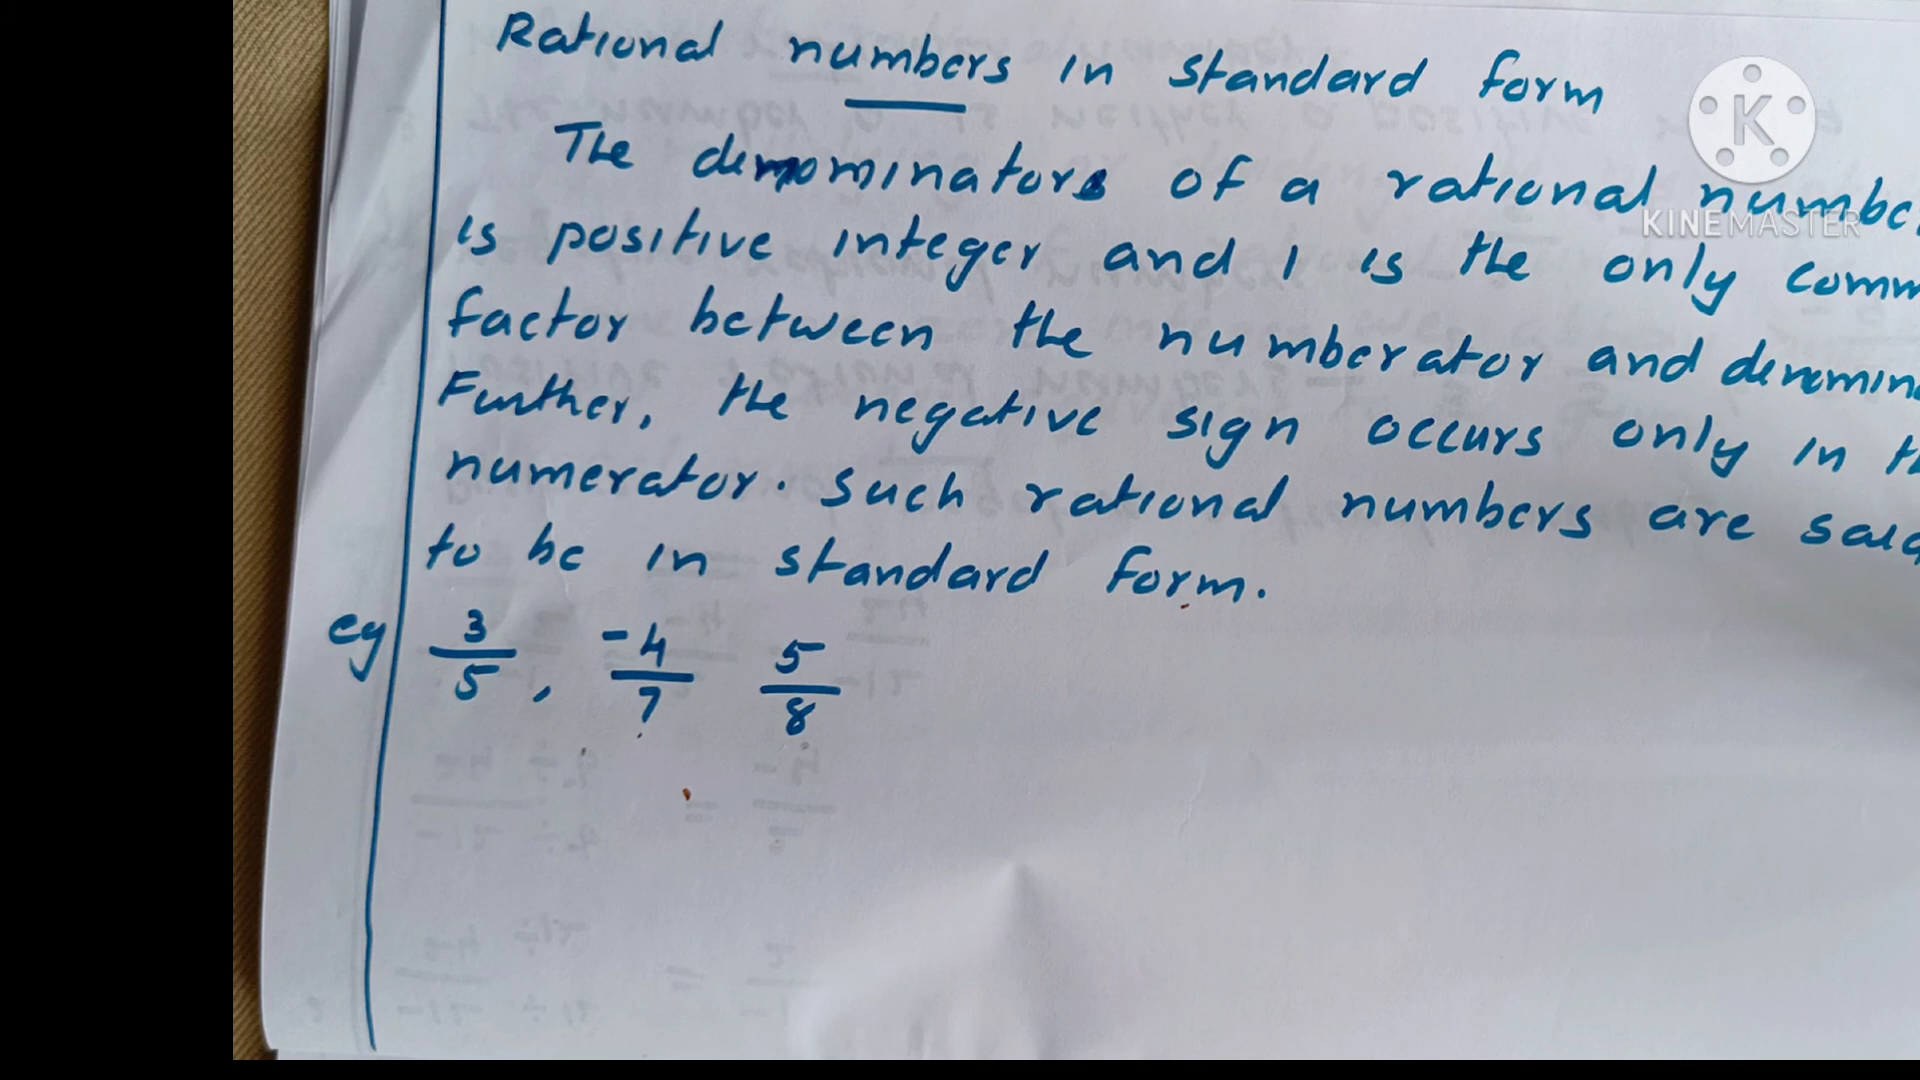 Rational numbers in standard form
The denominators of a rational number
is positive integer and 1 is the only comm
factor between the numberator and denomin
Further, the negative sign occurs only in th
numerator. Such rational numbers are said
to be in standard form.
eg 3/5 , -4/7 5/8
K
KINEMASTER